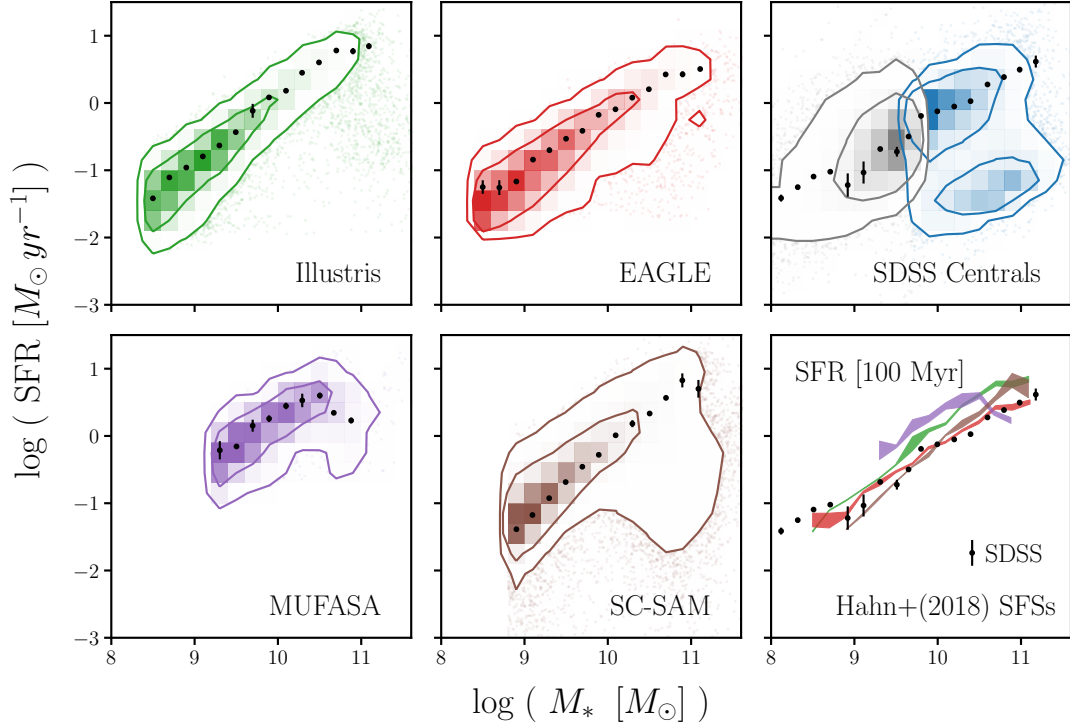 log ( SFR [M⊙ yr⁻¹] )
1
0
−1
−2
−3
Illustris
EAGLE
SDSS Centrals
1
0
−1
−2
−3
MUFASA
SC-SAM
SFR [100 Myr]
SDSS
Hahn+(2018) SFSs
8 9 10 11
8 9 10 11
8 9 10 11
log ( M* [M⊙] )